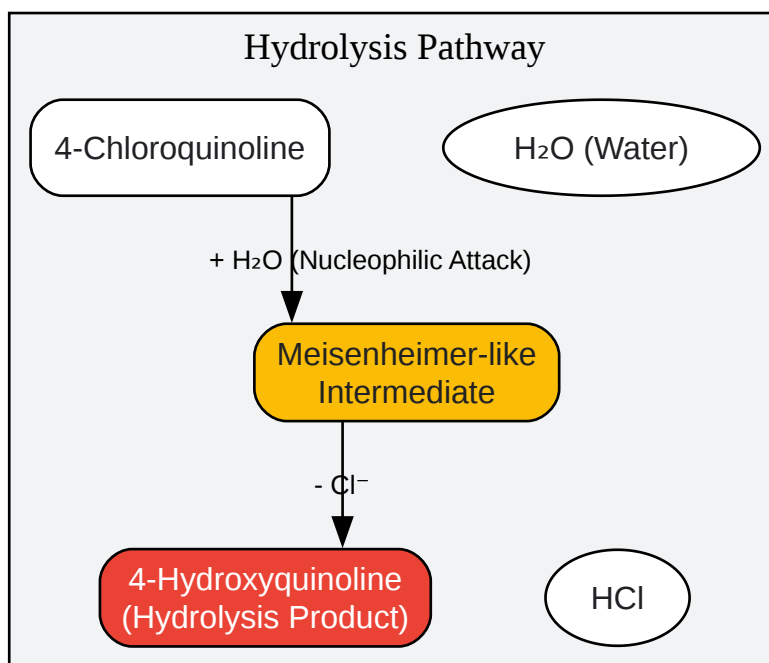 Hydrolysis Pathway
4-Chloroquinoline
H₂O (Water)
+ H₂O (Nucleophilic Attack)
Meisenheimer-like
Intermediate
- Cl⁻
4-Hydroxyquinoline
(Hydrolysis Product)
HCl